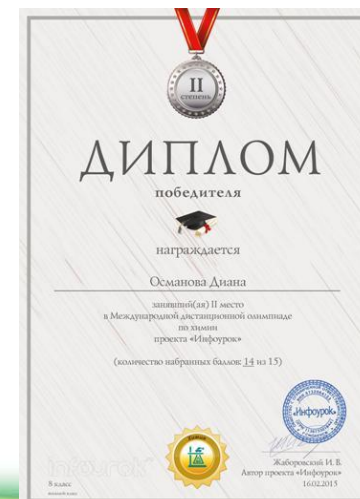 II
степень
ДИПЛОМ
победителя
награждается
Османова Диана
занявший(ая) II место
в Международной дистанционной олимпиаде
по химии
проекта «Инфоурок»
(количество набранных баллов: 14 из 15)
«Инфоурок»
Жаборовский И. В.
Автор проекта «Инфоурок»
16.02.2015
infourok
8 класс